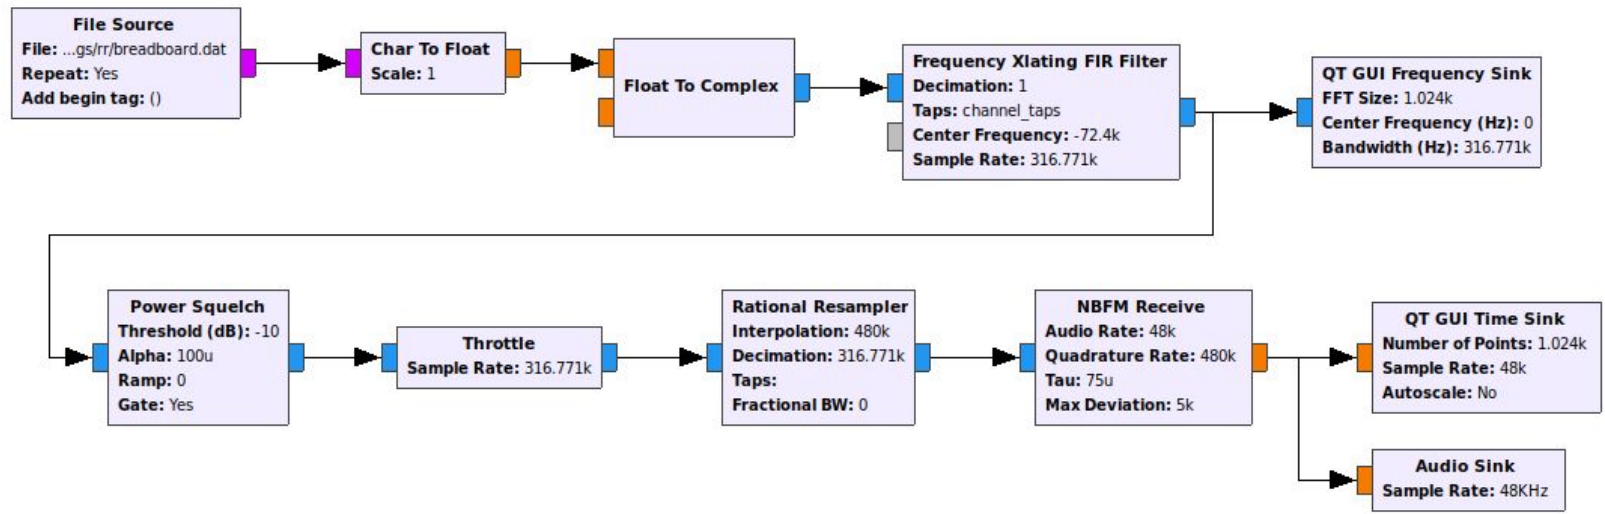 File Source
File: ...gs/rr/breadboard.dat
Repeat: Yes
Add begin tag: ()
Char To Float
Scale: 1
Float To Complex
Frequency Xlating FIR Filter
Decimation: 1
Taps: channel_taps
Center Frequency: -72.4k
Sample Rate: 316.771k
QT GUI Frequency Sink
FFT Size: 1.024k
Center Frequency (Hz): 0
Bandwidth (Hz): 316.771k
Power Squelch
Threshold (dB): -10
Alpha: 100u
Ramp: 0
Gate: Yes
Throttle
Sample Rate: 316.771k
Rational Resampler
Interpolation: 480k
Decimation: 316.771k
Taps:
Fractional BW: 0
NBFM Receive
Audio Rate: 48k
Quadrature Rate: 480k
Tau: 75u
Max Deviation: 5k
QT GUI Time Sink
Number of Points: 1.024k
Sample Rate: 48k
Autoscale: No
Audio Sink
Sample Rate: 48KHz